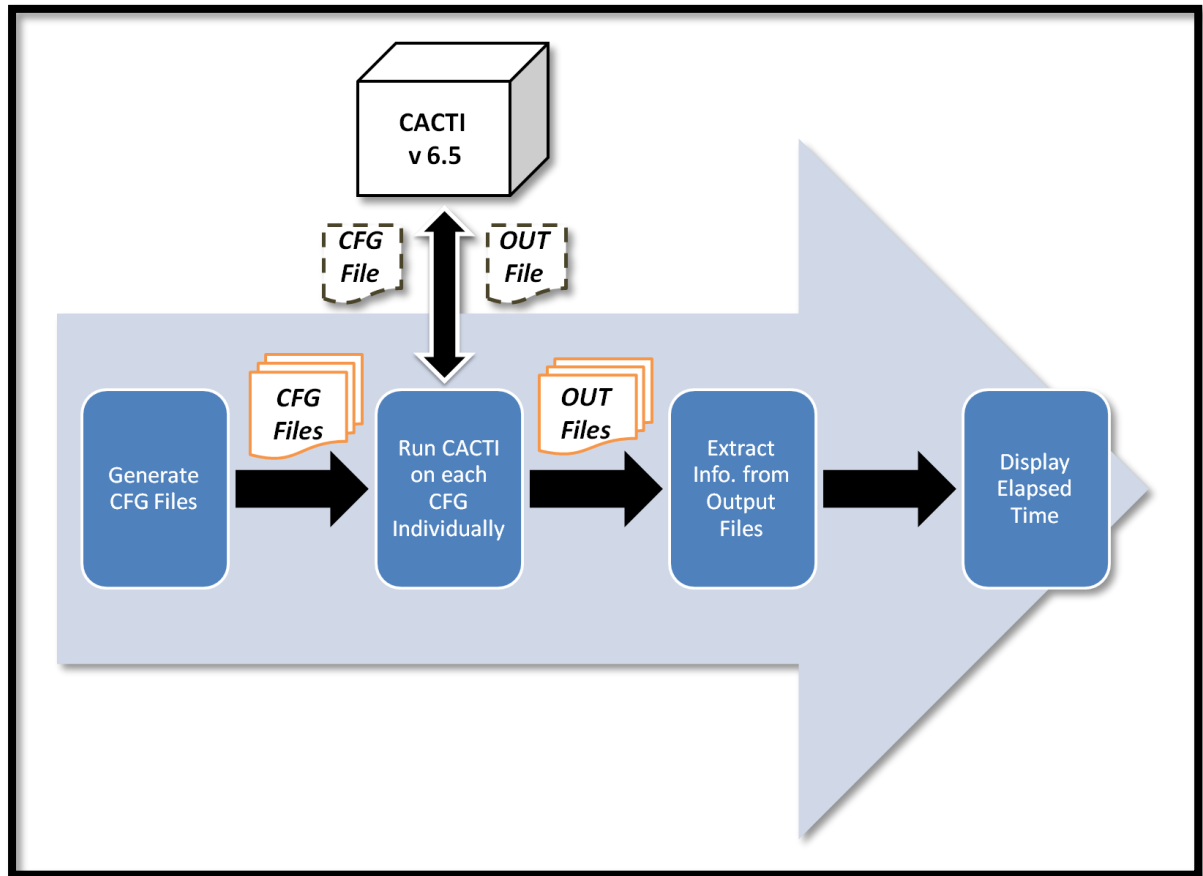 CACTI
v 6.5
CFG
File
OUT
File
CFG
Files
OUT
Files
Generate
CFG Files
Run CACTI
on each
CFG
Individually
Extract
Info. from
Output
Files
Display
Elapsed
Time